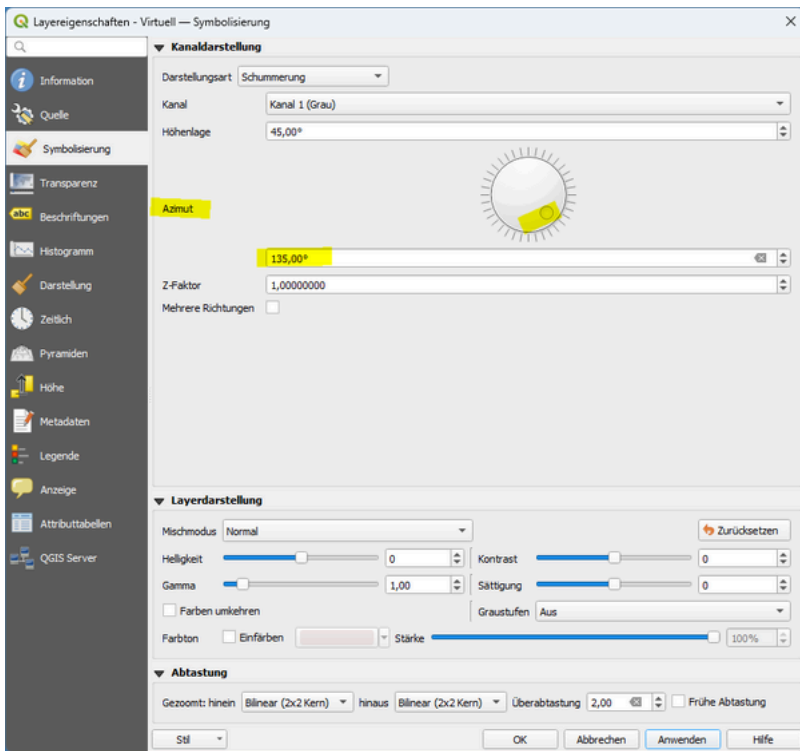 Layereigenschaften - Virtuell — Symbolisierung
Information
Quelle
Symbolisierung
Transparenz
abc Beschriftungen
Histogramm
Darstellung
Zeitlich
Pyramiden
Höhe
Metadaten
Legende
Anzeige
Attributtabellen
QGIS Server
Kanaldarstellung
Darstellungsart Schummerung
Kanal Kanal 1 (Grau)
Höhenlage 45,00°
Azimut
135,00°
Z-Faktor 1,00000000
Mehrere Richtungen
Layerdarstellung
Mischmodus Normal Zurücksetzen
Helligkeit 0 Kontrast 0
Gamma 1,00 Sättigung 0
Farben umkehren Graustufen Aus
Farbton Einfärben Stärke 100%
Abtastung
Gezoomt: hinein Bilinear (2x2 Kern) hinaus Bilinear (2x2 Kern) Überabtastung 2,00 Frühe Abtastung
Stil OK Abbrechen Anwenden Hilfe